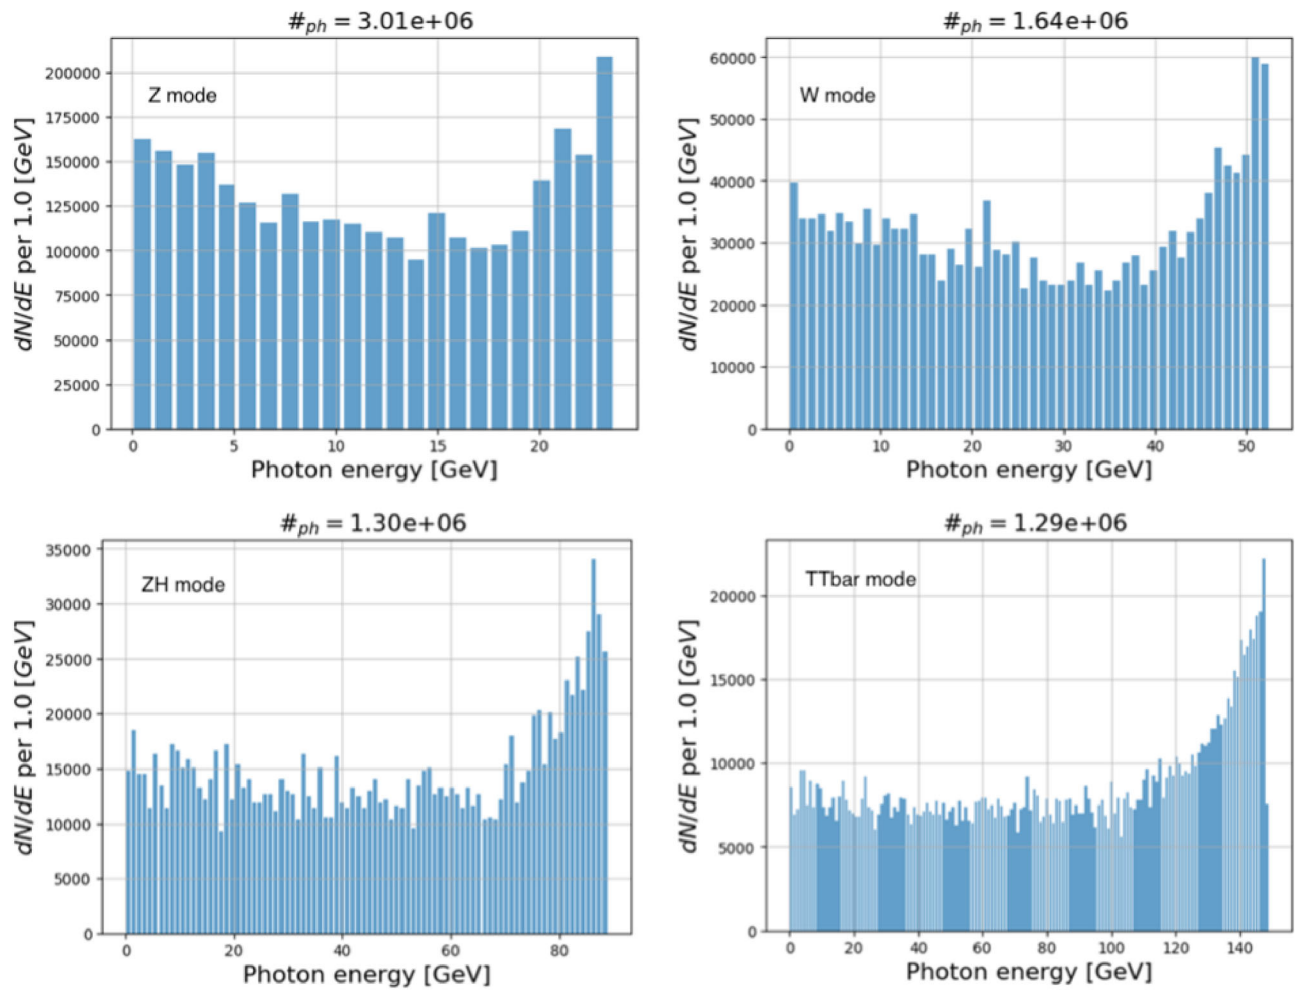 #ph = 3.01e+06
Z mode
dN/dE per 1.0 [GeV]
200000
175000
150000
125000
100000
75000
50000
25000
0
0 5 10 15 20
Photon energy [GeV]
#ph = 1.64e+06
W mode
dN/dE per 1.0 [GeV]
60000
50000
40000
30000
20000
10000
0
0 10 20 30 40 50
Photon energy [GeV]
#ph = 1.30e+06
ZH mode
dN/dE per 1.0 [GeV]
35000
30000
25000
20000
15000
10000
5000
0
0 20 40 60 80
Photon energy [GeV]
#ph = 1.29e+06
TTbar mode
dN/dE per 1.0 [GeV]
20000
15000
10000
5000
0
0 20 40 60 80 100 120 140
Photon energy [GeV]